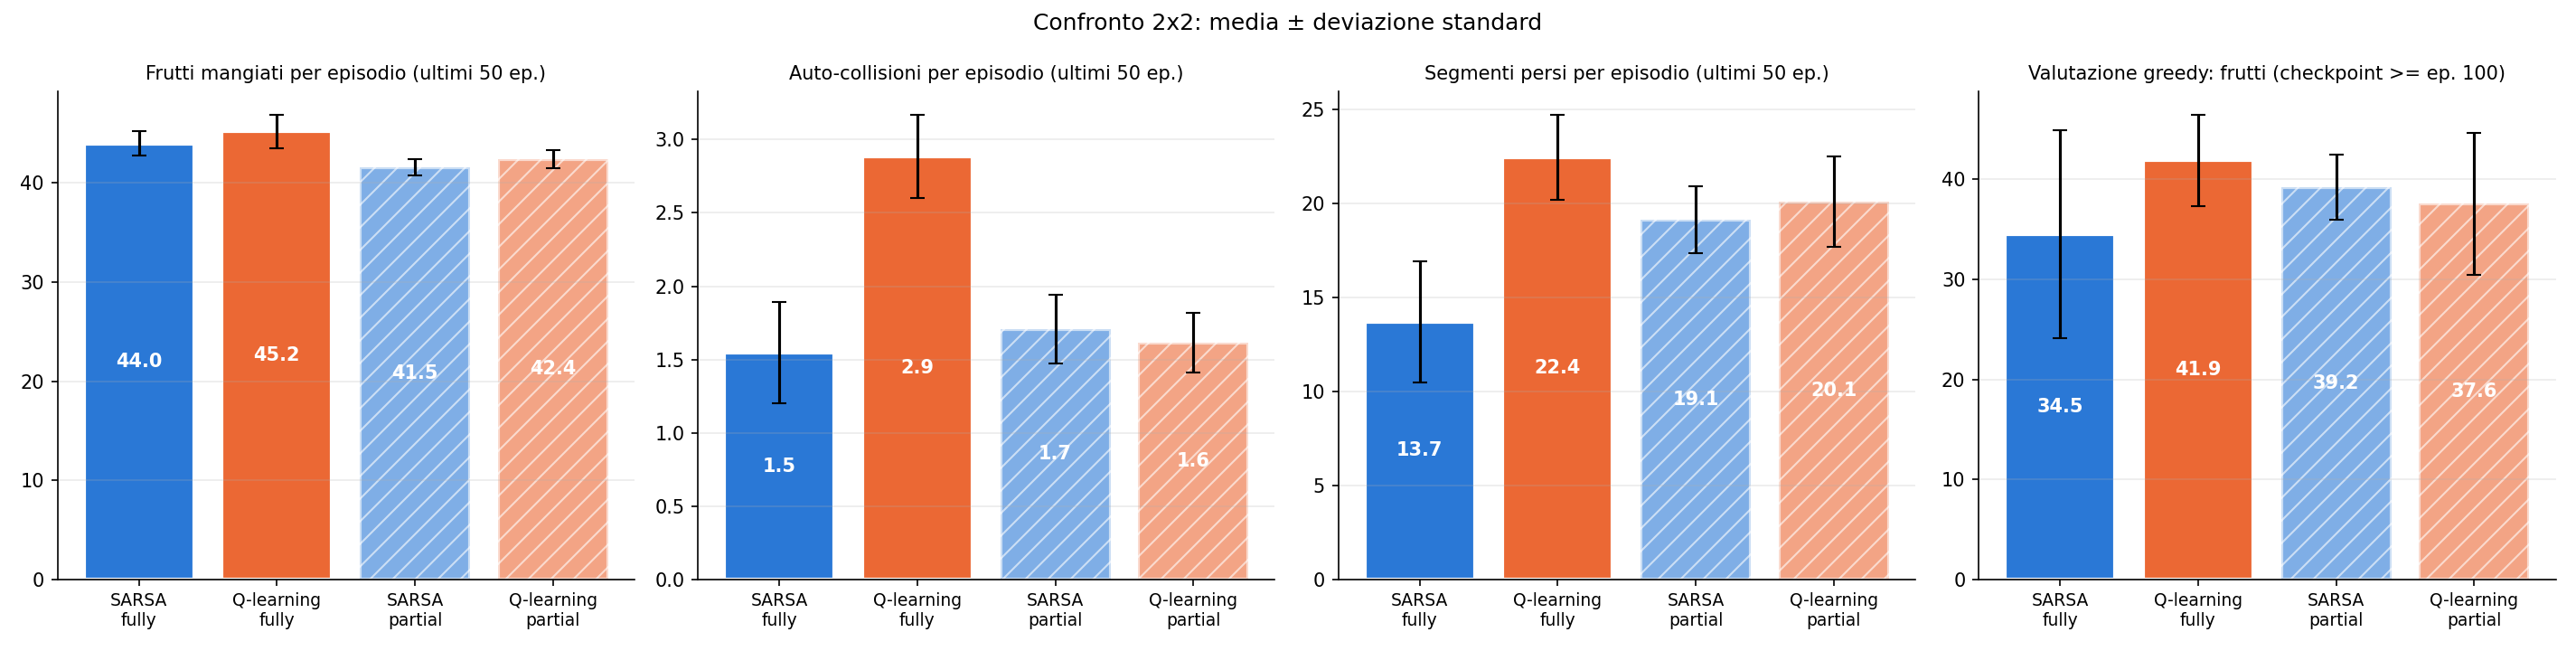 Confronto 2x2: media ± deviazione standard
Frutti mangiati per episodio (ultimi 50 ep.)
40
30
20
10
0
44.0
45.2
41.5
42.4
SARSA
fully
Q-learning
fully
SARSA
partial
Q-learning
partial
Auto-collisioni per episodio (ultimi 50 ep.)
3.0
2.5
2.0
1.5
1.0
0.5
0.0
1.5
2.9
1.7
1.6
SARSA
fully
Q-learning
fully
SARSA
partial
Q-learning
partial
Segmenti persi per episodio (ultimi 50 ep.)
25
20
15
10
5
0
13.7
22.4
19.1
20.1
SARSA
fully
Q-learning
fully
SARSA
partial
Q-learning
partial
Valutazione greedy: frutti (checkpoint >= ep. 100)
40
30
20
10
0
34.5
41.9
39.2
37.6
SARSA
fully
Q-learning
fully
SARSA
partial
Q-learning
partial